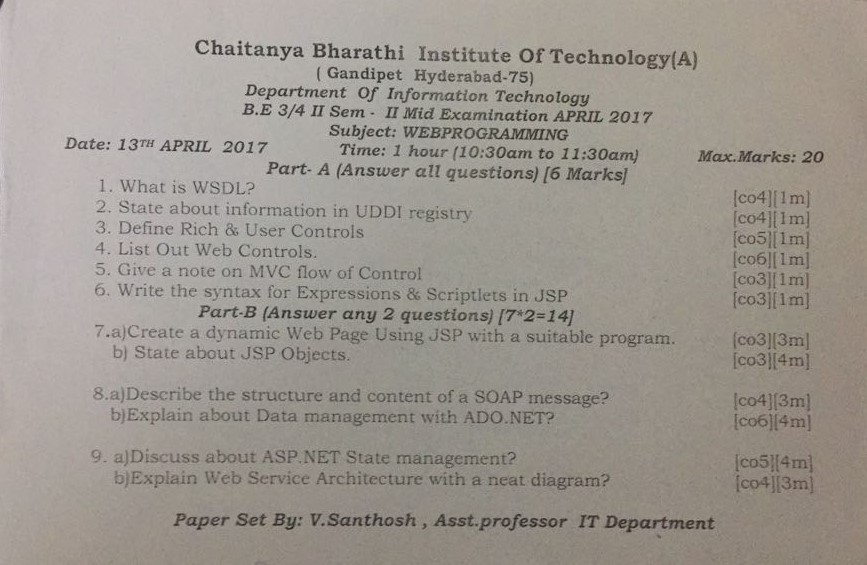 Chaitanya Bharathi Institute Of Technology(A)
( Gandipet Hyderabad-75)
Department Of Information Technology
B.E 3/4 II Sem - II Mid Examination APRIL 2017
Subject: WEBPROGRAMMING
Date: 13TH APRIL 2017 Time: 1 hour (10:30am to 11:30am) Max.Marks: 20
Part- A (Answer all questions) [6 Marks]
1. What is WSDL? [co4][1m]
2. State about information in UDDI registry [co4][1m]
3. Define Rich & User Controls [co5][1m]
4. List Out Web Controls. [co6][1m]
5. Give a note on MVC flow of Control [co3][1m]
6. Write the syntax for Expressions & Scriptlets in JSP [co3][1m]
Part-B (Answer any 2 questions) [7*2=14]
7.a)Create a dynamic Web Page Using JSP with a suitable program. [co3][3m]
b) State about JSP Objects. [co3][4m]
8.a)Describe the structure and content of a SOAP message? [co4][3m]
b)Explain about Data management with ADO.NET? [co6][4m]
9. a)Discuss about ASP.NET State management? [co5][4m]
b)Explain Web Service Architecture with a neat diagram? [co4][3m]
Paper Set By: V.Santhosh , Asst.professor IT Department